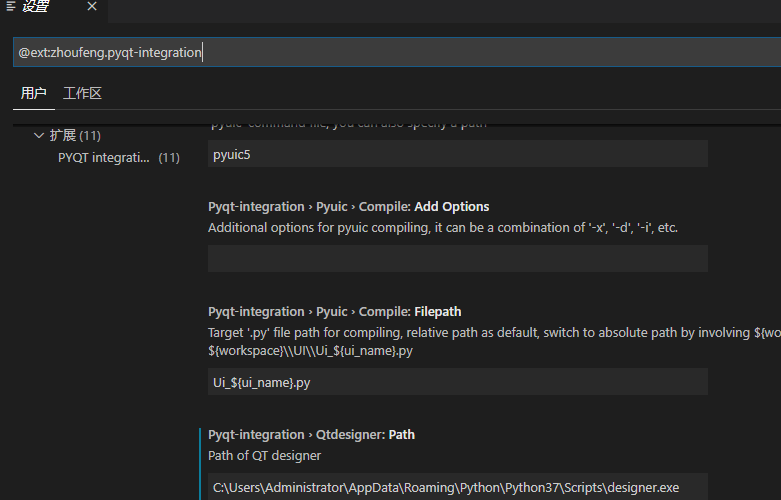 设置
@ext:zhoufeng.pyqt-integration
用户 工作区
扩展 (11)
PYQT integrati... (11)
pyuic command file, you can also specify a path
pyuic5
Pyqt-integration › Pyuic › Compile: Add Options
Additional options for pyuic compiling, it can be a combination of '-x', '-d', '-i', etc.
Pyqt-integration › Pyuic › Compile: Filepath
Target '.py' file path for compiling, relative path as default, switch to absolute path by involving ${wo
${workspace}\\UI\\Ui_${ui_name}.py
Ui_${ui_name}.py
Pyqt-integration › Qtdesigner: Path
Path of QT designer
C:\Users\Administrator\AppData\Roaming\Python\Python37\Scripts\designer.exe